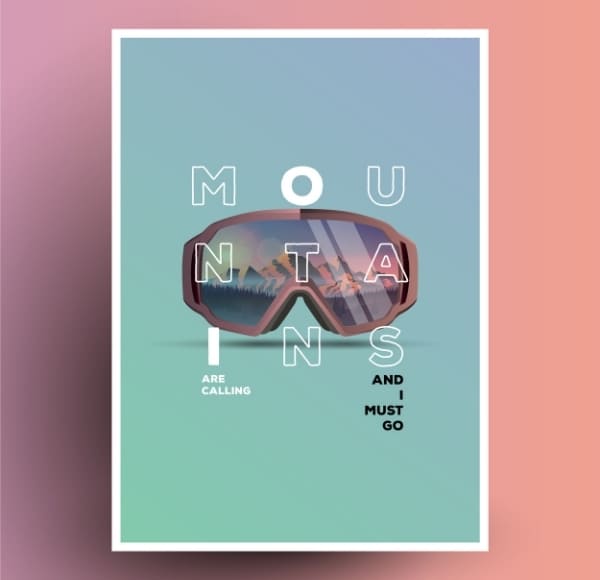 M O U
N T A
I N S
ARE
CALLING
AND
I
MUST
GO